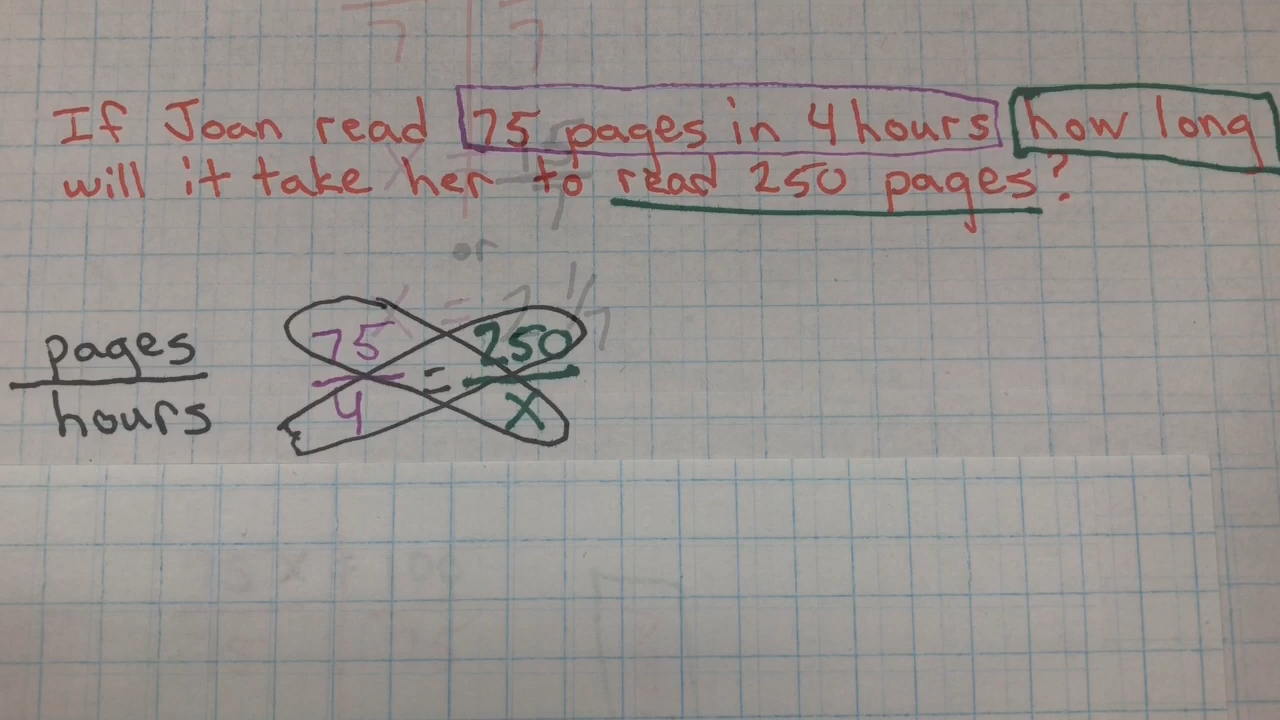 If Joan read 75 pages in 4 hours how long
will it take her to read 250 pages?
or
pages 75 = 250
hours 4 x